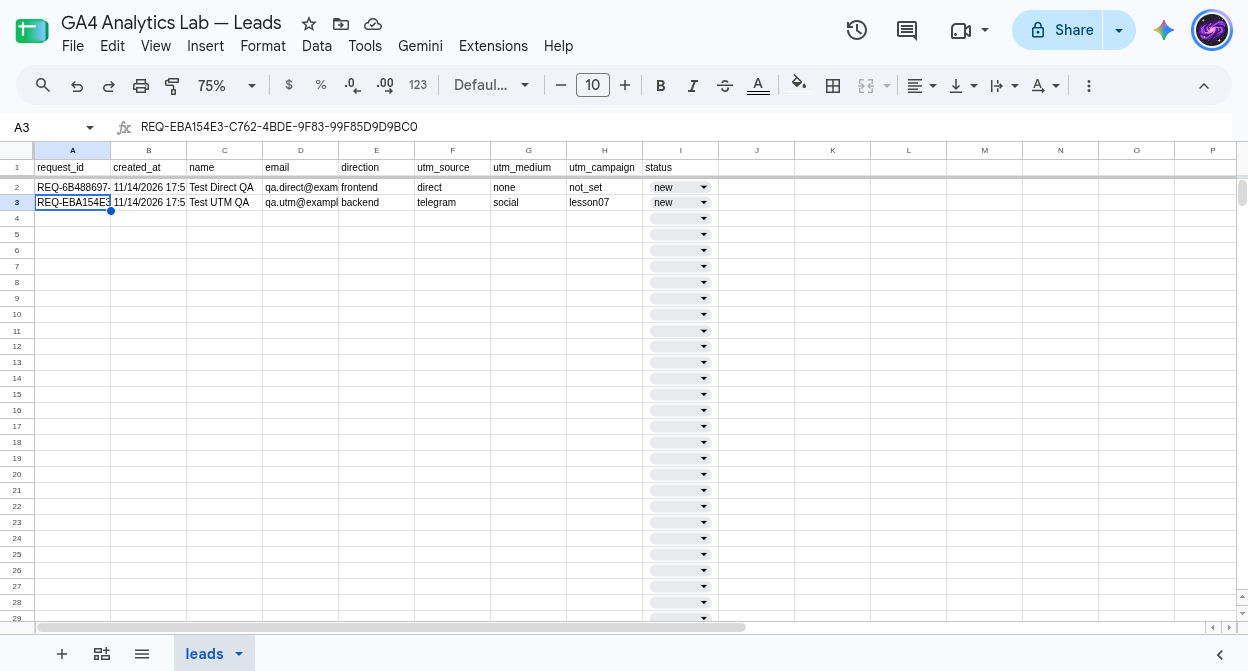 GA4 Analytics Lab — Leads
File Edit View Insert Format Data Tools Gemini Extensions Help
Share
75% $ % .0 .00 123 Defaul... 10 B I A A
A3 fx REQ-EBA154E3-C762-4BDE-9F83-99F85D9D9BC0
A B C D E F G H I J K L M N O P
1 request_id created_at name email direction utm_source utm_medium utm_campaign status
2 REQ-6B488697- 11/14/2026 17:5 Test Direct QA qa.direct@exam frontend direct none not_set new
3 REQ-EBA154E3 11/14/2026 17:5 Test UTM QA qa.utm@exampl backend telegram social lesson07 new
4
5
6
7
8
9
10
11
12
13
14
15
16
17
18
19
20
21
22
23
24
25
26
27
28
29
leads